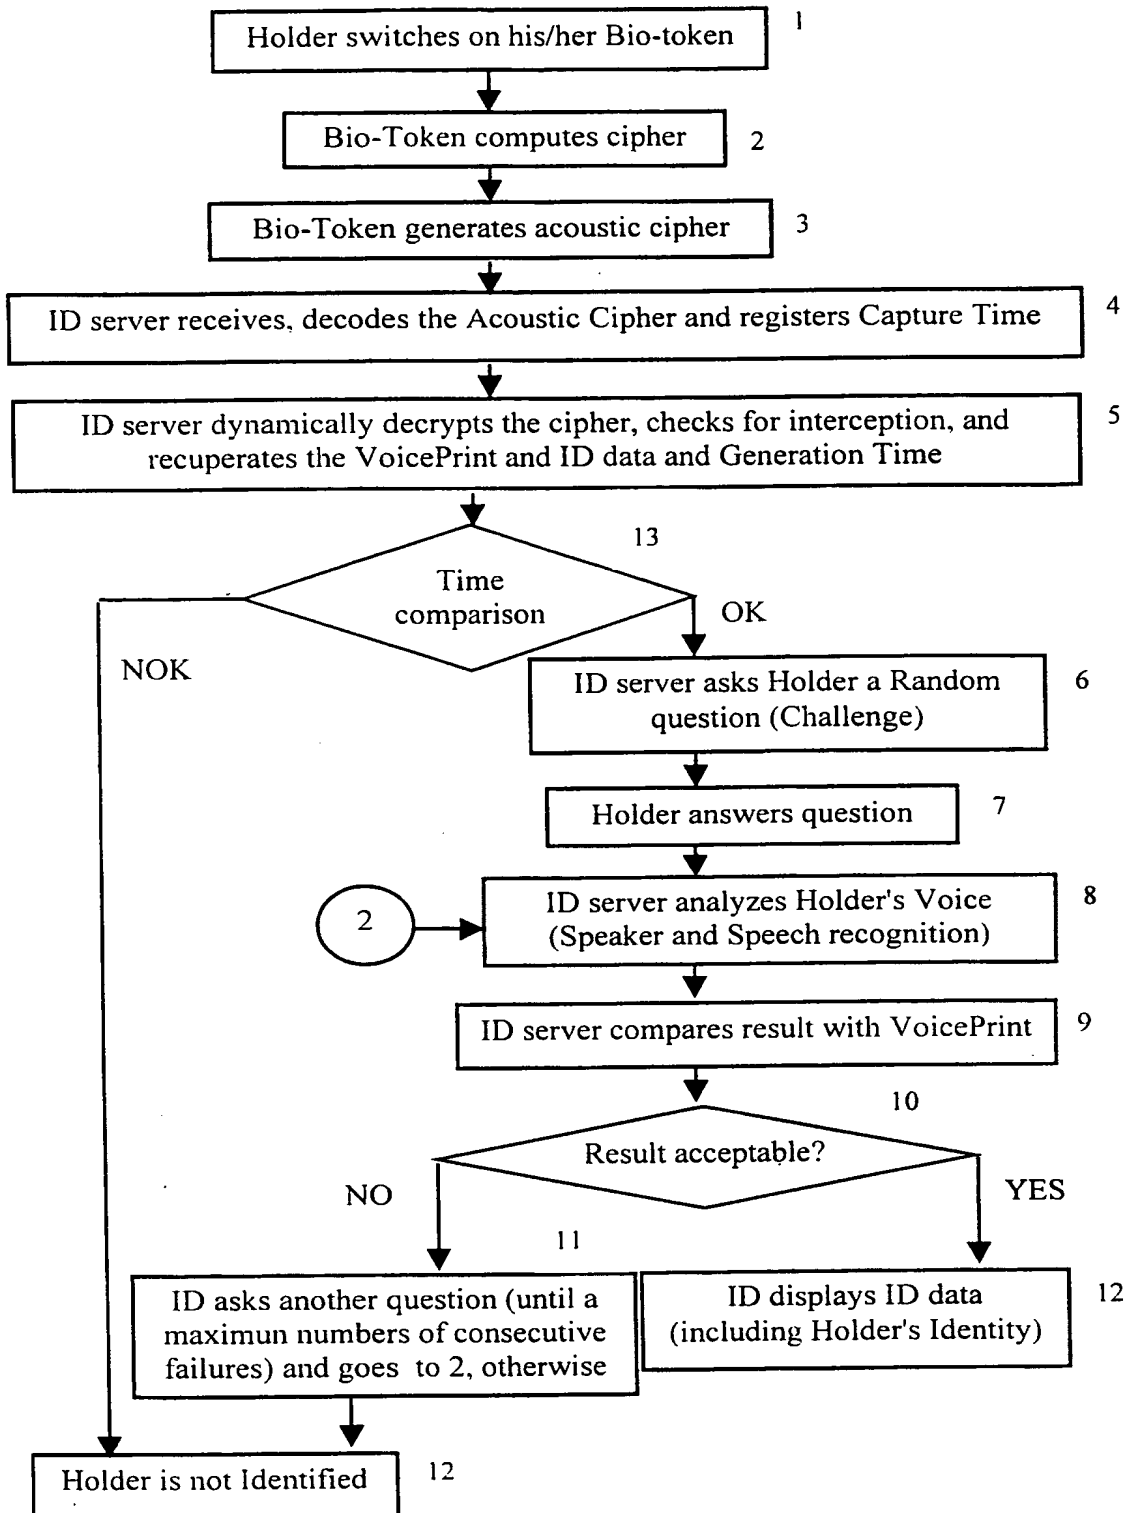 Holder switches on his/her Bio-token
1
Bio-Token computes cipher
2
Bio-Token generates acoustic cipher
3
ID server receives, decodes the Acoustic Cipher and registers Capture Time
4
ID server dynamically decrypts the cipher, checks for interception, and
recuperates the VoicePrint and ID data and Generation Time
5
13
Time
comparison
OK
NOK
ID server asks Holder a Random
question (Challenge)
6
Holder answers question
7
2
ID server analyzes Holder's Voice
(Speaker and Speech recognition)
8
ID server compares result with VoicePrint
9
10
Result acceptable?
NO
YES
11
ID asks another question (until a
maximun numbers of consecutive
failures) and goes to 2, otherwise
ID displays ID data
(including Holder's Identity)
12
Holder is not Identified
12